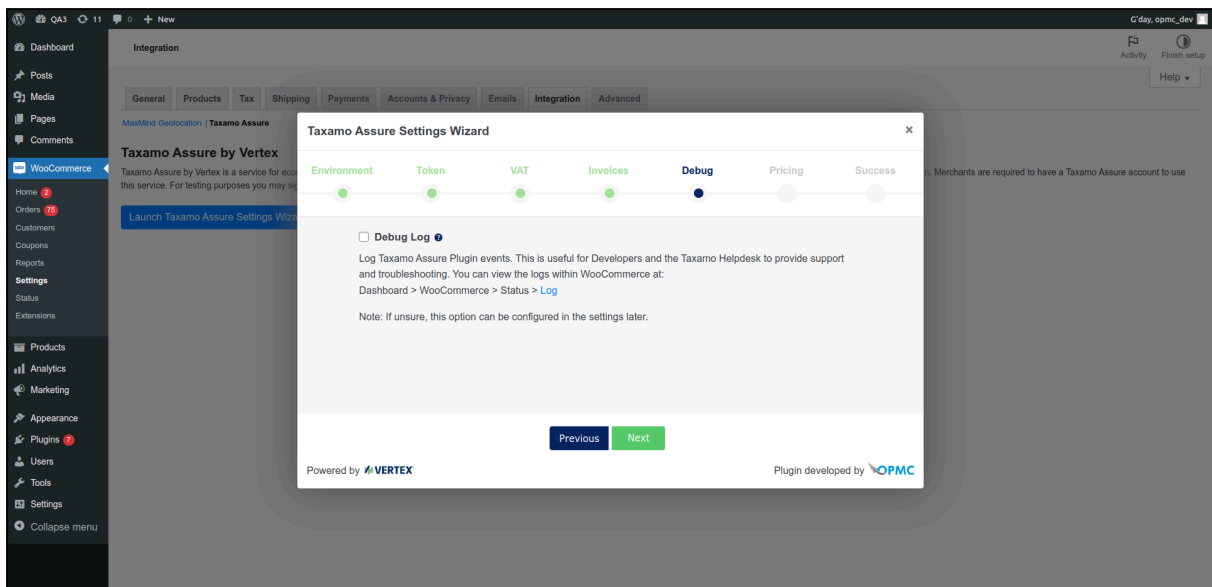 QA3 11 0 + New G'day, opmc_dev
Dashboard
Posts
Media
Pages
Comments
WooCommerce
Home 2
Orders 75
Customers
Coupons
Reports
Settings
Status
Extensions
Products
Analytics
Marketing
Appearance
Plugins 7
Users
Tools
Settings
Collapse menu
Integration
Activity Finish setup
Help
General Products Tax Shipping Payments Accounts & Privacy Emails Integration Advanced
MaxMind Geolocation | Taxamo Assure
Taxamo Assure by Vertex
Taxamo Assure by Vertex is a service for n. Merchants are required to have a Taxamo Assure account to use
this service. For testing purposes you may
Launch Taxamo Assure Settings
Taxamo Assure Settings Wizard ×
Environment Token VAT Invoices Debug Pricing Success
Debug Log ?
Log Taxamo Assure Plugin events. This is useful for Developers and the Taxamo Helpdesk to provide support
and troubleshooting. You can view the logs within WooCommerce at:
Dashboard > WooCommerce > Status > Log
Note: If unsure, this option can be configured in the settings later.
Previous Next
Powered by VERTEX Plugin developed by OPMC